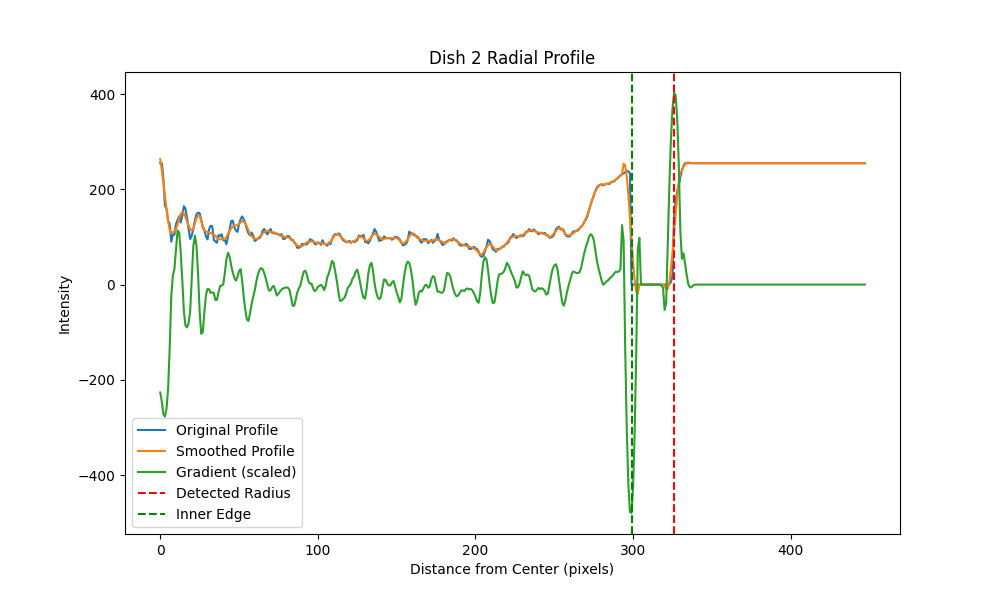 Dish 2 Radial Profile
400
200
0
−200
−400
Intensity
Original Profile
Smoothed Profile
Gradient (scaled)
Detected Radius
Inner Edge
0 100 200 300 400
Distance from Center (pixels)